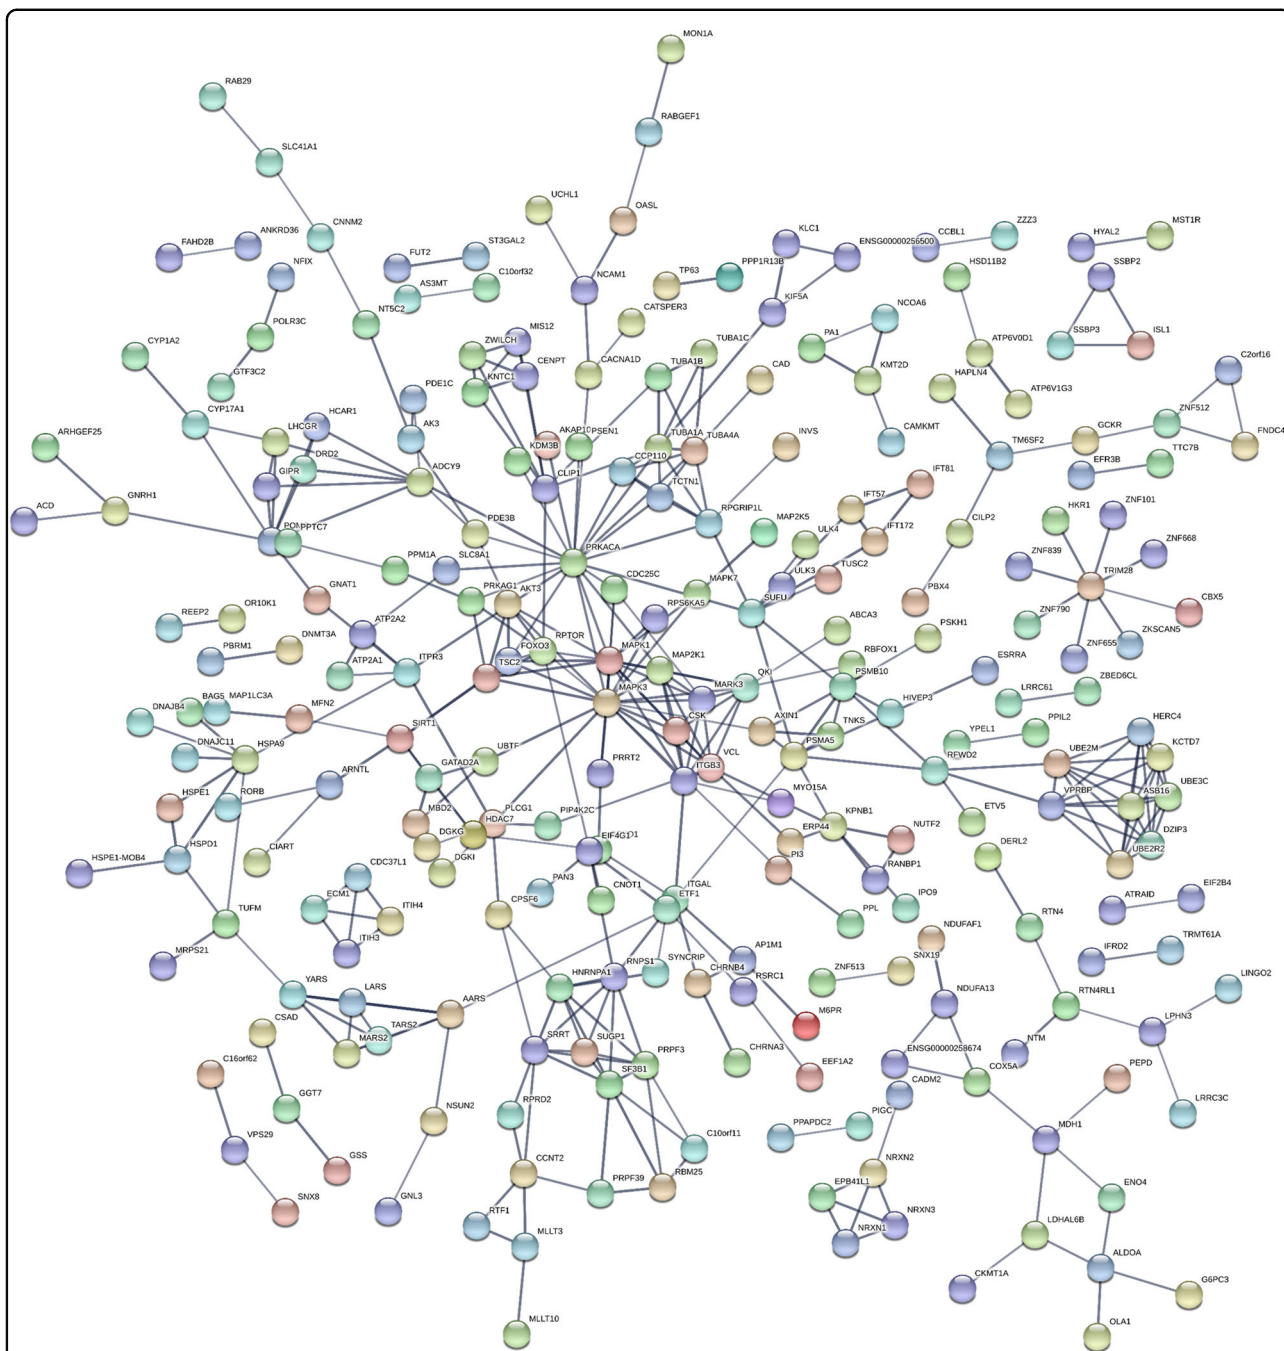 MON1A
RAB29
RABGEF1
SLC41A1
UCHL1
OASL
CNNM2
KLC1
ENSG00000256500
CCBL1
ZZZ3
HYAL2
MST1R
FAHD2B
ANKRD36
FUT2
ST3GAL2
NFIX
AS3MT
C10orf32
NCAM1
TP63
PPP1R13B
KIF5A
HSD11B2
SSBP2
NT5C2
CATSPER3
POLR3C
ZWILCH
MIS12
TUBA1C
PA1
NCOA6
ATP6V0D1
SSBP3
ISL1
CYP1A2
GTF3C2
KNTC1
CENPT
CACNA1D
TUBA1B
CAD
KMT2D
HAPLN4
ATP6V1G3
C2orf16
PDE1C
CYP17A1
LHCGR
HCAR1
AK3
KDM3B
AKAP10
PSEN1
TUBA1A
TUBA4A
INVS
CAMKMT
TM6SF2
GCKR
ZNF512
FNDC4
ARHGEF25
DRD2
ADCY9
CLIP1
CCP110
TCTN1
IFT81
EFR3B
TTC7B
GIPR
ACD
GNRH1
PPTC7
PDE3B
RPGRIP1L
IFT57
IFT172
CILP2
HKR1
ZNF101
ULK4
MAP2K5
ZNF668
PPM1A
SLC8A1
PRKACA
ULK3
TUSC2
ZNF839
TRIM28
CDC25C
MAPK7
GNAT1
PRKAG1
AKT3
SUFU
PBX4
CBX5
REEP2
OR10K1
ATP2A2
RPS6KA5
ABCA3
PSKH1
ZNF790
ZNF655
ZKSCAN5
PBRM1
DNMT3A
ATP2A1
ITPR3
TSC2
FOXO3
RPTOR
MAPK1
MAP2K1
QKI
RBFOX1
PSMB10
ESRRA
LRRC61
ZBED6CL
MAPK3
MARK3
HIVEP3
BAG5
MAP1LC3A
MFN2
DNAJB4
SIRT1
CSK
AXIN1
TNKS
YPEL1
PPIL2
HERC4
DNAJC11
HSPA9
UBTF
VCL
PSMA5
RFWD2
UBE2M
KCTD7
ARNTL
GATAD2A
PRRT2
ITGB3
MYO15A
VPRBP
ASB16
UBE3C
HSPE1
RORB
MBD2
PLCG1
HDAC7
PIP4K2C
KPNB1
ETV5
DGKG
EIF4G1
ERP44
NUTF2
DZIP3
UBE2R2
HSPD1
CIART
DGKI
PI3
RANBP1
DERL2
HSPE1-MOB4
CDC37L1
PAN3
CNOT1
ITGAL
ETF1
IPO9
ATRAID
EIF2B4
ECM1
ITIH4
CPSF6
PPL
RTN4
TUFM
ITIH3
NDUFAF1
IFRD2
TRMT61A
MRPS21
AP1M1
HNRNPA1
RNPS1
SYNCRIP
CHRNB4
RSRC1
ZNF513
SNX19
YARS
LARS
AARS
NDUFA13
RTN4RL1
LINGO2
CSAD
MARS2
TARS2
SRRT
SUGP1
PRPF3
M6PR
CHRNA3
NTM
LPHN3
C16orf62
SF3B1
EEF1A2
ENSG00000258674
COX5A
PEPD
GGT7
RPRD2
CADM2
LRRC3C
NSUN2
C10orf11
PPAPDC2
PIGC
MDH1
VPS29
GSS
CCNT2
RBM25
NRXN2
EPB41L1
ENO4
PRPF39
SNX8
GNL3
RTF1
NRXN1
NRXN3
LDHAL6B
MLLT3
ALDOA
CKMT1A
G6PC3
MLLT10
OLA1